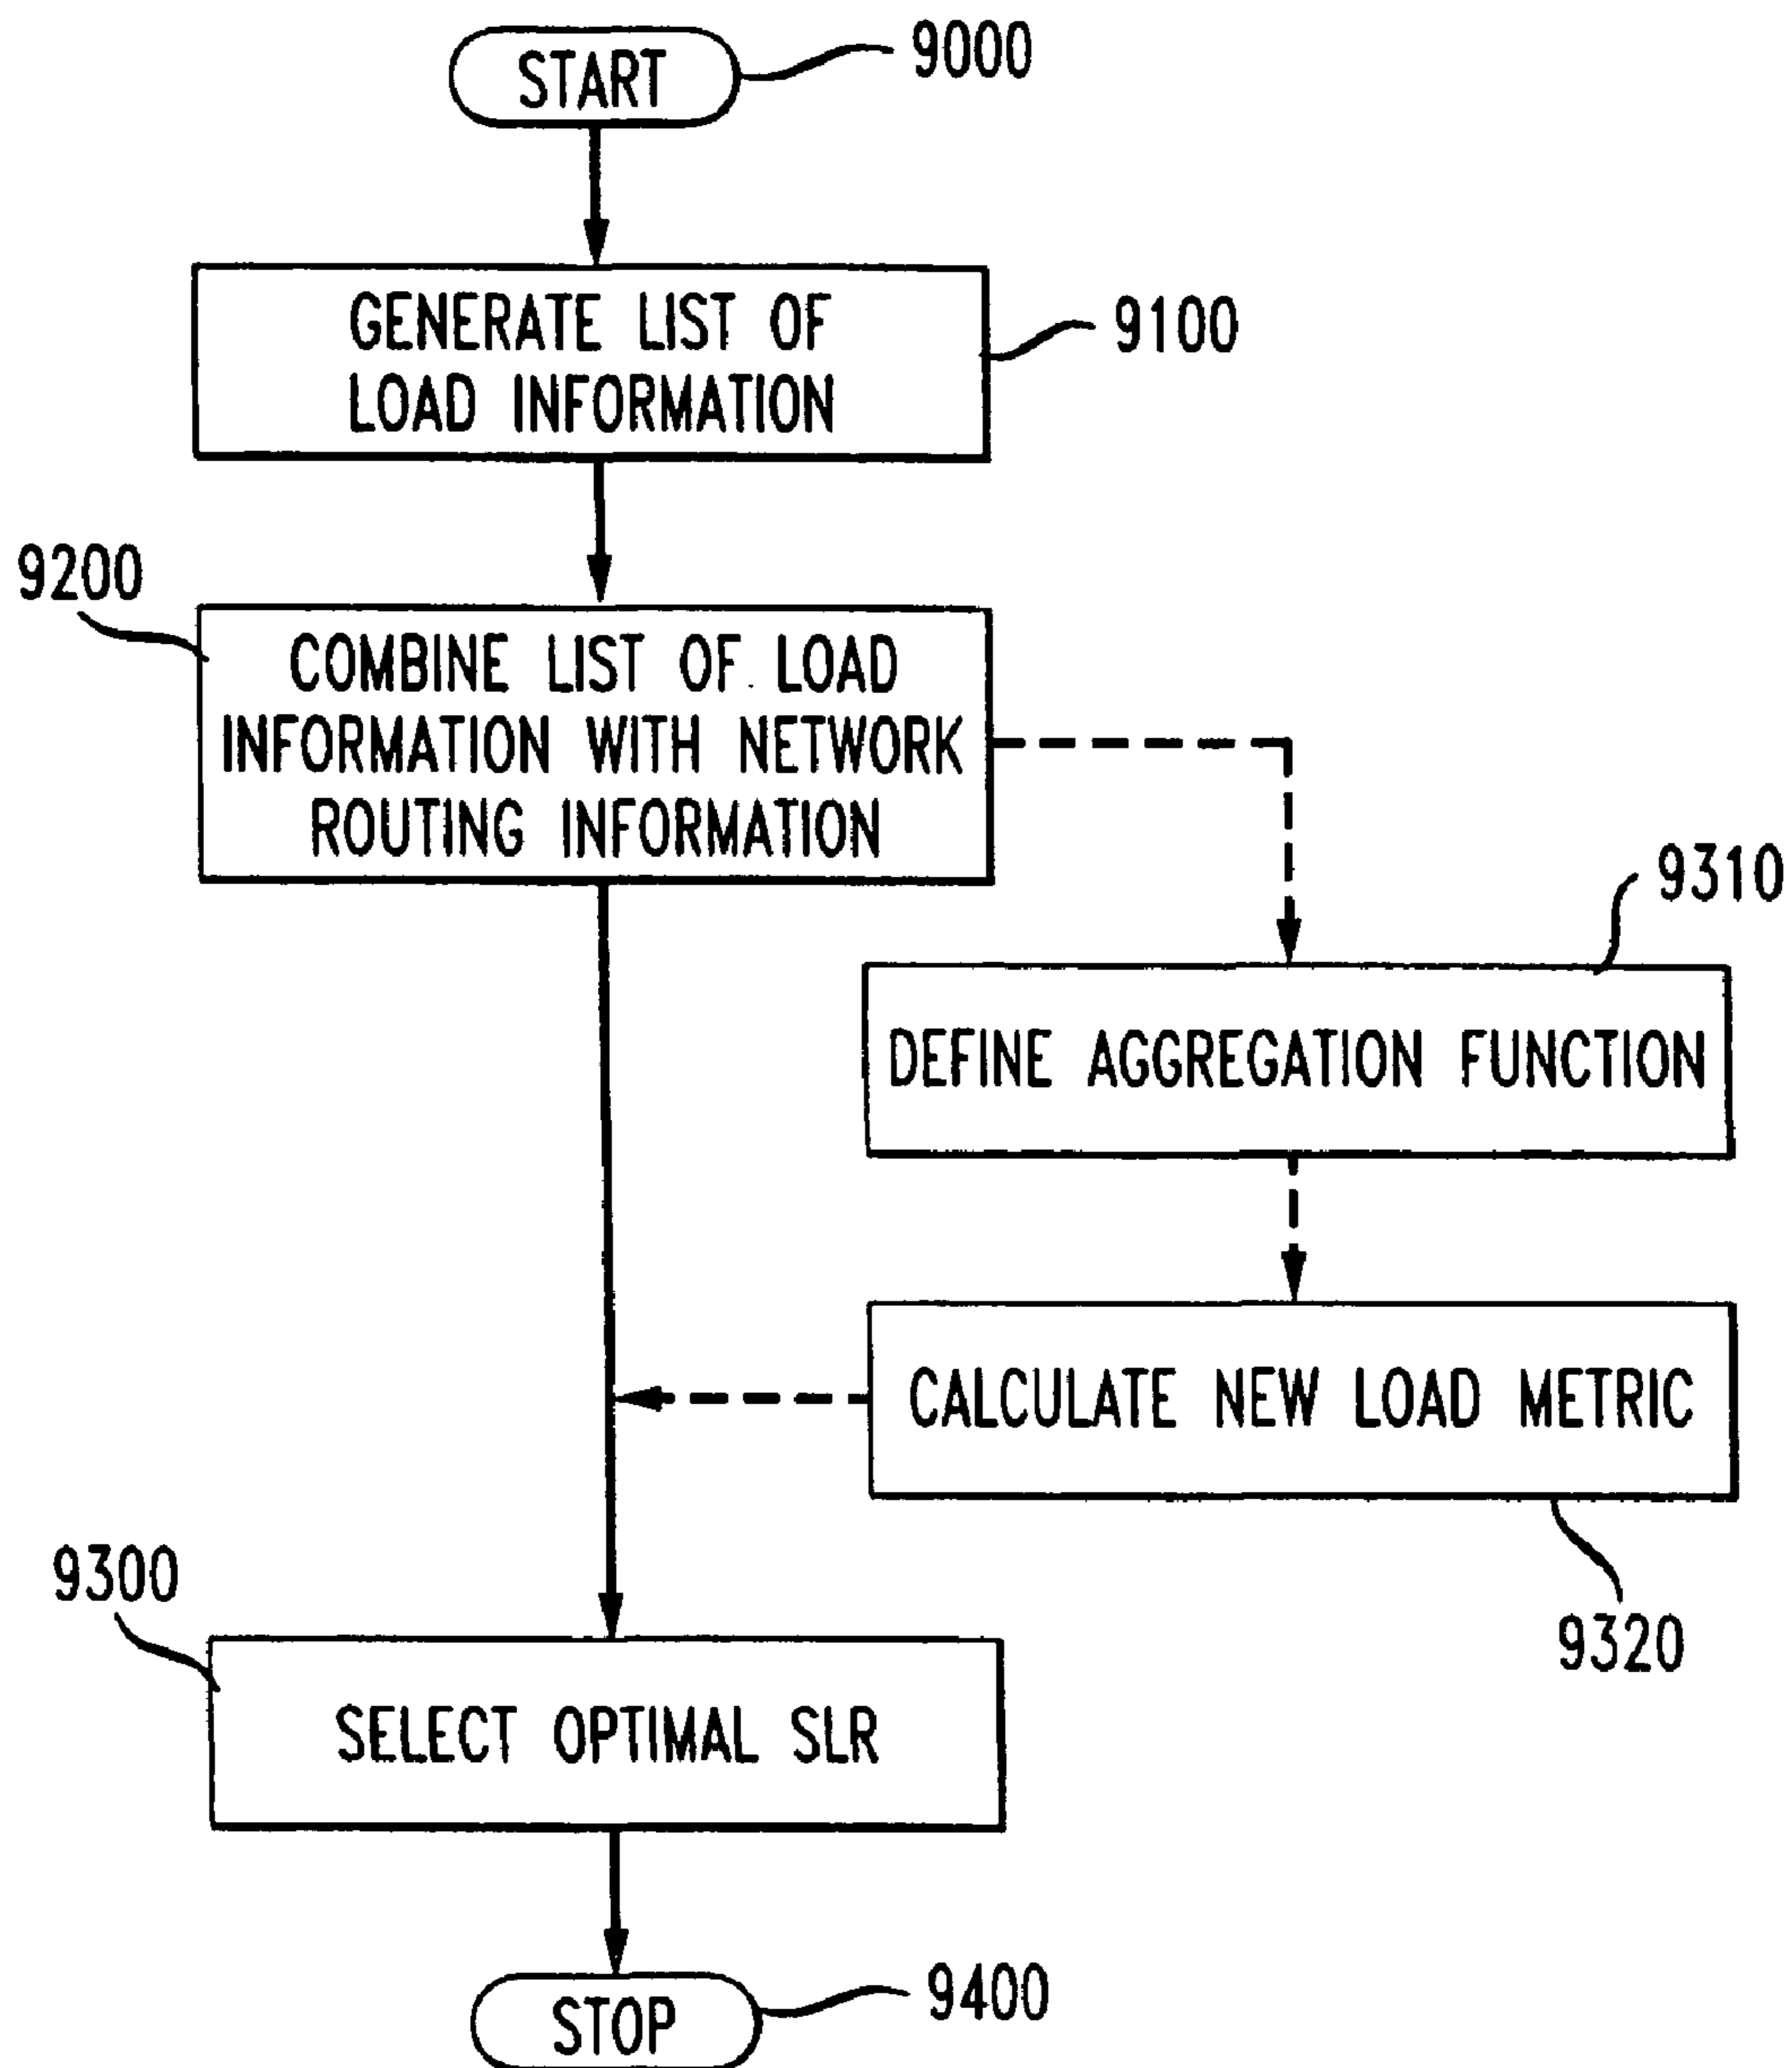 START
9000
GENERATE LIST OF
LOAD INFORMATION
9100
9200
COMBINE LIST OF LOAD
INFORMATION WITH NETWORK
ROUTING INFORMATION
9310
DEFINE AGGREGATION FUNCTION
CALCULATE NEW LOAD METRIC
9320
9300
SELECT OPTIMAL SLR
STOP
9400